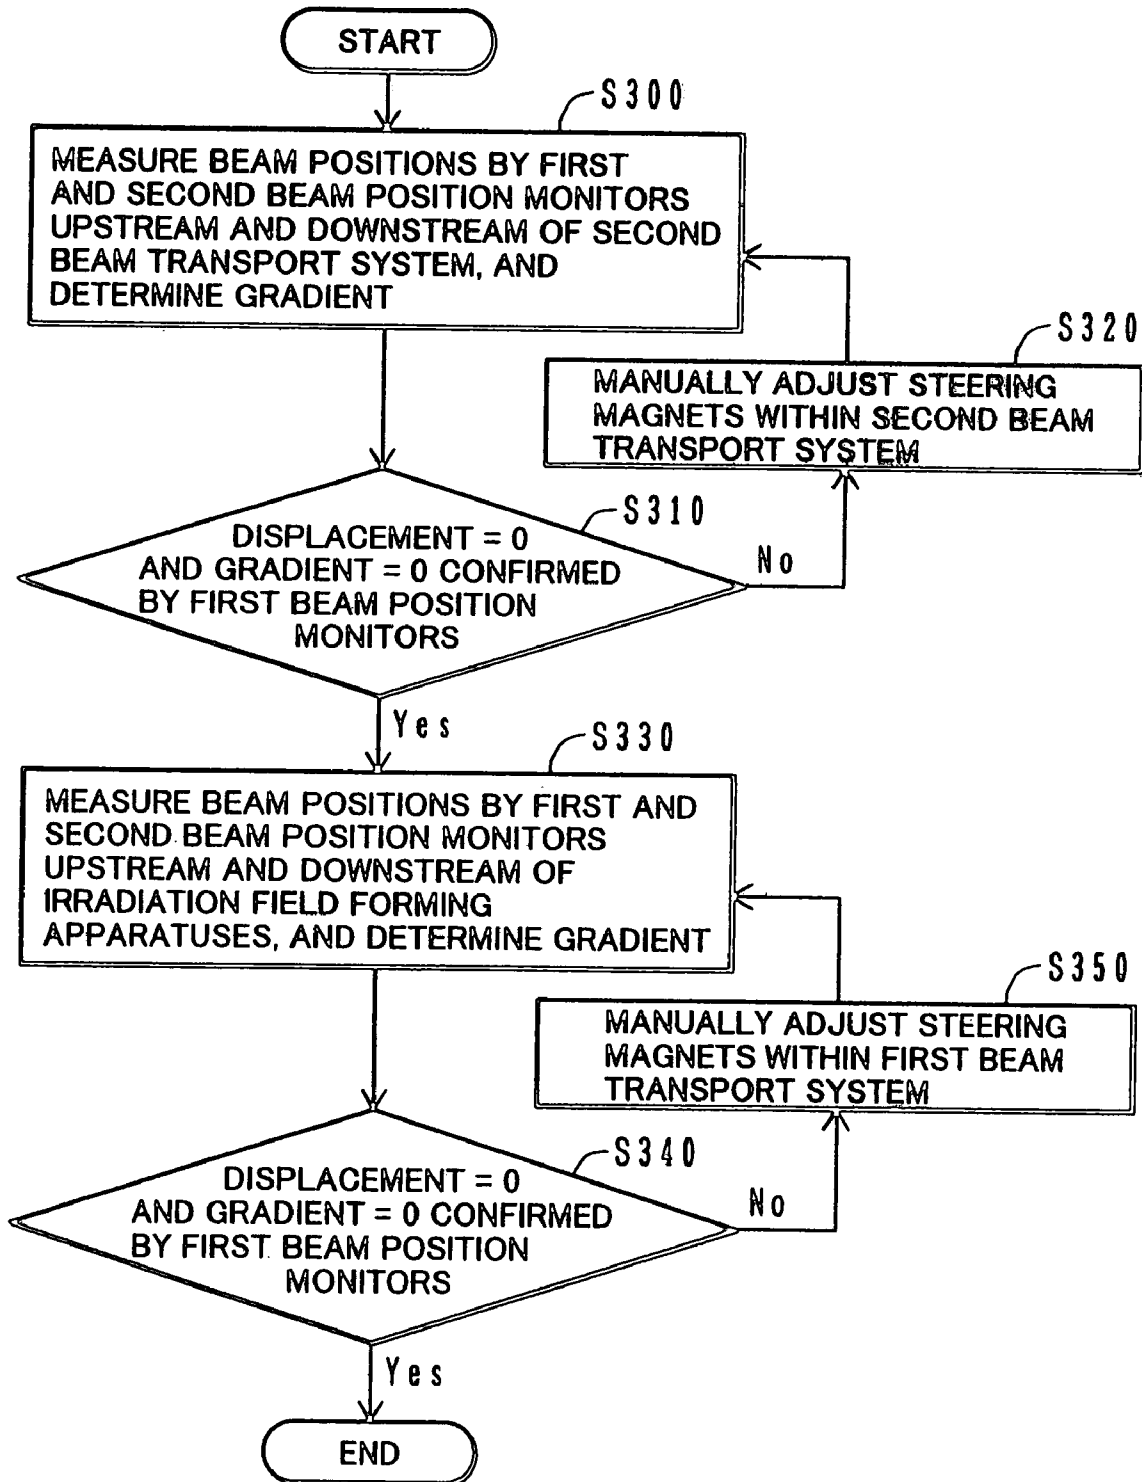 START
S300
MEASURE BEAM POSITIONS BY FIRST
AND SECOND BEAM POSITION MONITORS
UPSTREAM AND DOWNSTREAM OF SECOND
BEAM TRANSPORT SYSTEM, AND
DETERMINE GRADIENT
S320
MANUALLY ADJUST STEERING
MAGNETS WITHIN SECOND BEAM
TRANSPORT SYSTEM
S310
DISPLACEMENT = 0
AND GRADIENT = 0 CONFIRMED
BY FIRST BEAM POSITION
MONITORS
No
Yes
S330
MEASURE BEAM POSITIONS BY FIRST AND
SECOND BEAM POSITION MONITORS
UPSTREAM AND DOWNSTREAM OF
IRRADIATION FIELD FORMING
APPARATUSES, AND DETERMINE GRADIENT
S350
MANUALLY ADJUST STEERING
MAGNETS WITHIN FIRST BEAM
TRANSPORT SYSTEM
S340
DISPLACEMENT = 0
AND GRADIENT = 0 CONFIRMED
BY FIRST BEAM POSITION
MONITORS
No
Yes
END